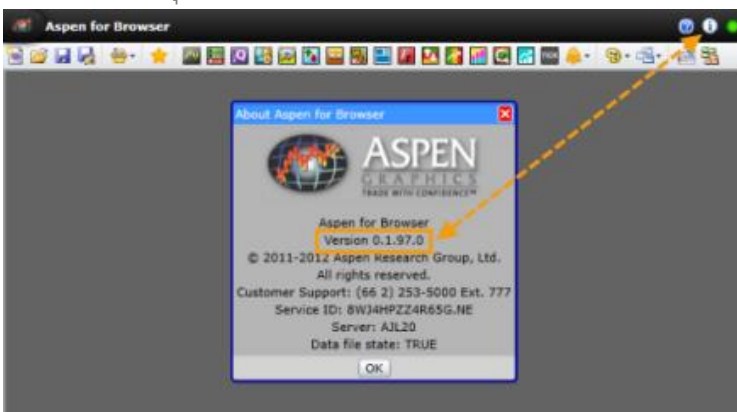 Aspen for Browser
About Aspen for Browser
ASPEN
GRAPHICS
TRADE WITH CONFIDENCE™
Aspen for Browser
Version 0.1.97.0
© 2011-2012 Aspen Research Group, Ltd.
All rights reserved.
Customer Support: (66 2) 253-5000 Ext. 777
Service ID: 8WJ4HPZZ4R65G.NE
Server: AJL20
Data file state: TRUE
OK